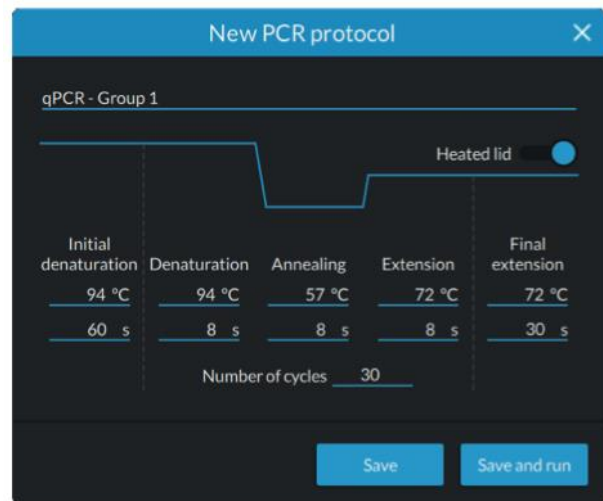 New PCR protocol
qPCR - Group 1
Heated lid
Initial denaturation
Denaturation
Annealing
Extension
Final extension
94 °C 94 °C 57 °C 72 °C 72 °C
60 s 8 s 8 s 8 s 30 s
Number of cycles 30
Save Save and run